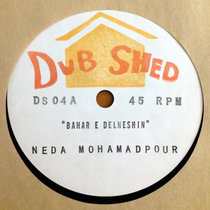 DUB SHED
DS04A 45 RPM
"BAHAR E DELNESHIN"
NEDA MOHAMADPOUR